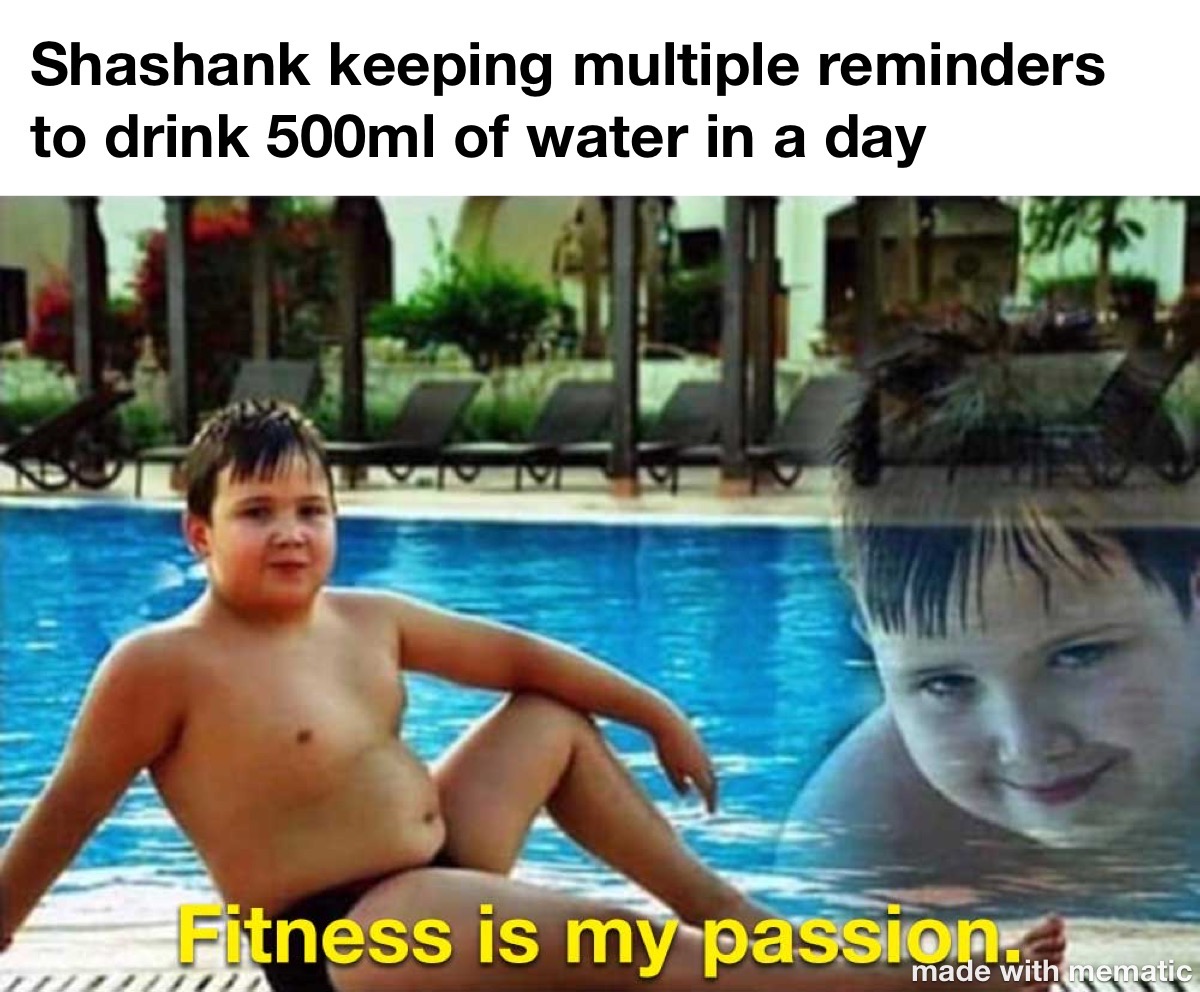 Shashank keeping multiple reminders
to drink 500ml of water in a day
Fitness is my passion.
made with mematic